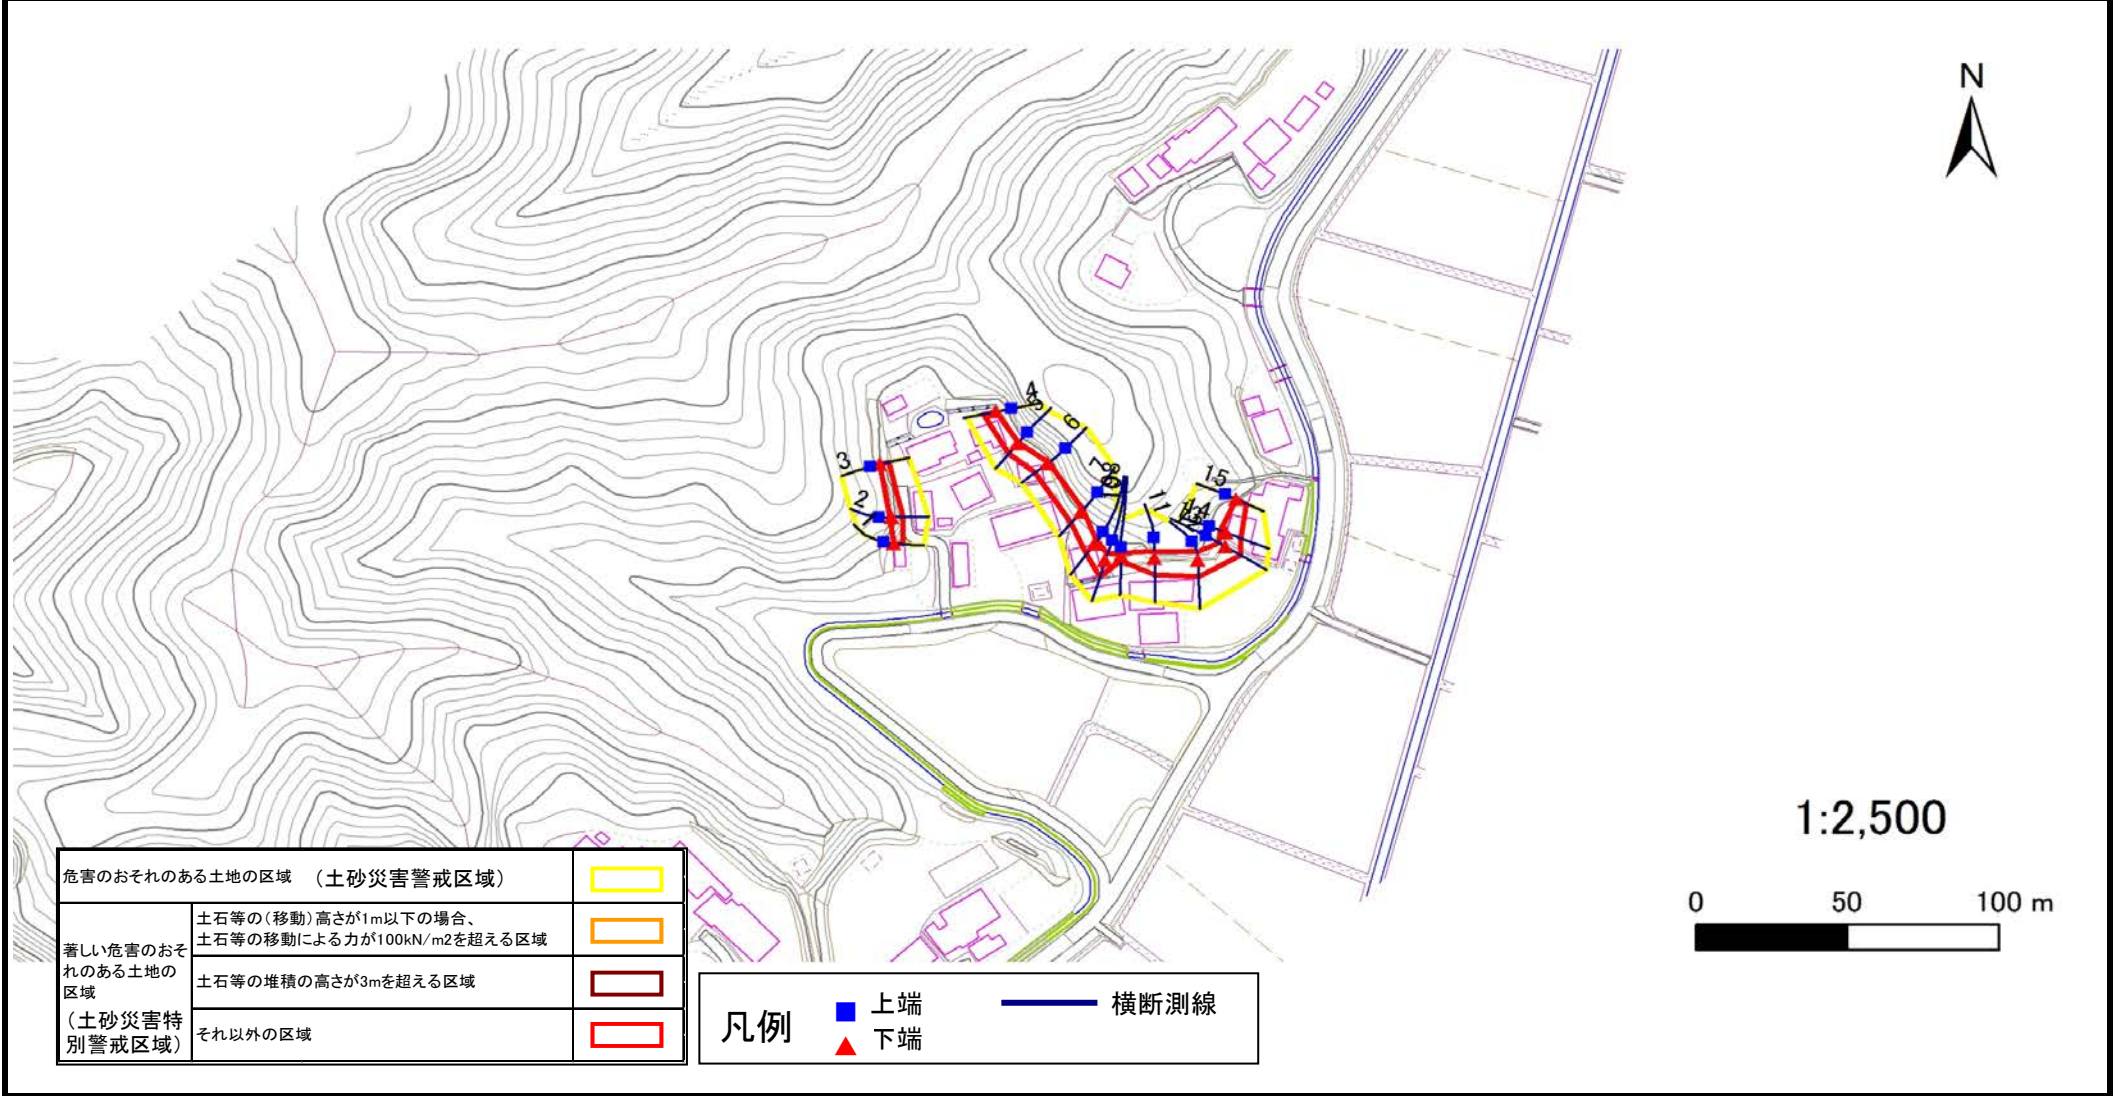 N
4
6
3
7
15
2
11
14
1:2,500
0 50 100 m
危害のおそれのある土地の区域 （土砂災害警戒区域）
著しい危害のおそ
れのある土地の
区域
（土砂災害特
別警戒区域）
土石等の（移動）高さが1m以下の場合、
土石等の移動による力が100kN/m2を超える区域
土石等の堆積の高さが3mを超える区域
それ以外の区域
凡例
上端
下端
横断測線